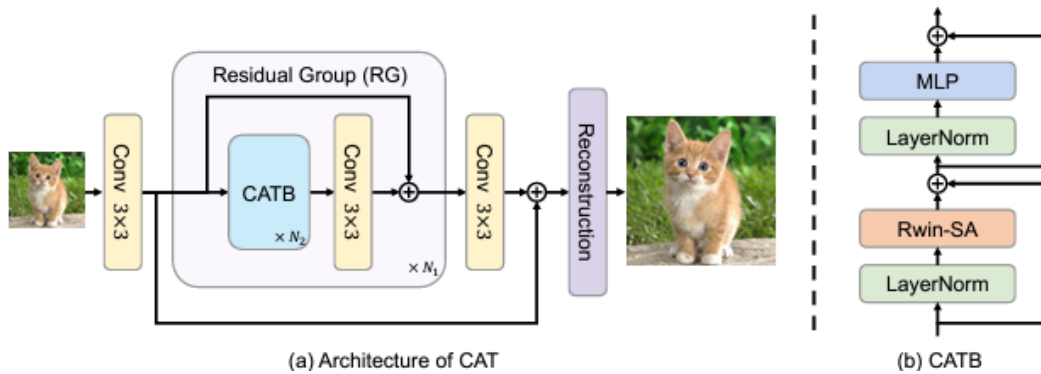 Residual Group (RG)
Conv 3×3
CATB
× N₂
Conv 3×3
× N₁
Conv 3×3
Reconstruction
(a) Architecture of CAT
MLP
LayerNorm
Rwin-SA
LayerNorm
(b) CATB